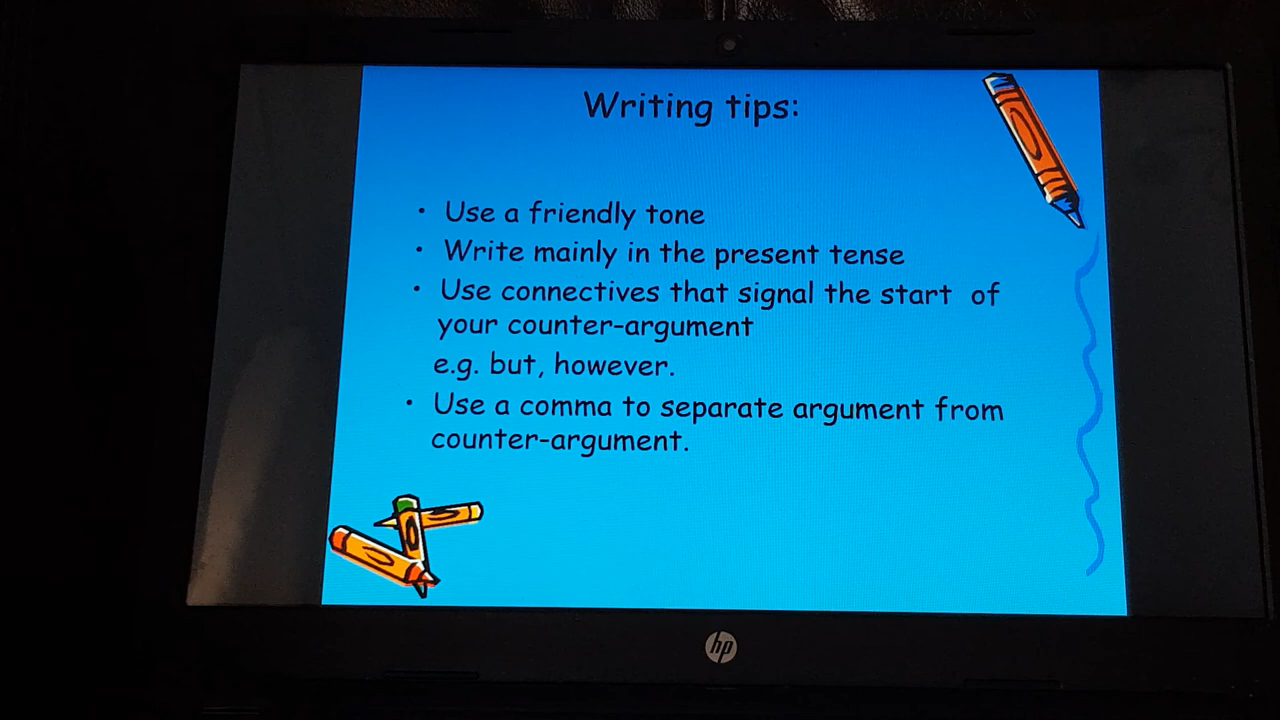 Writing tips:
• Use a friendly tone
• Write mainly in the present tense
• Use connectives that signal the start of
your counter-argument
e.g. but, however.
• Use a comma to separate argument from
counter-argument.
hp